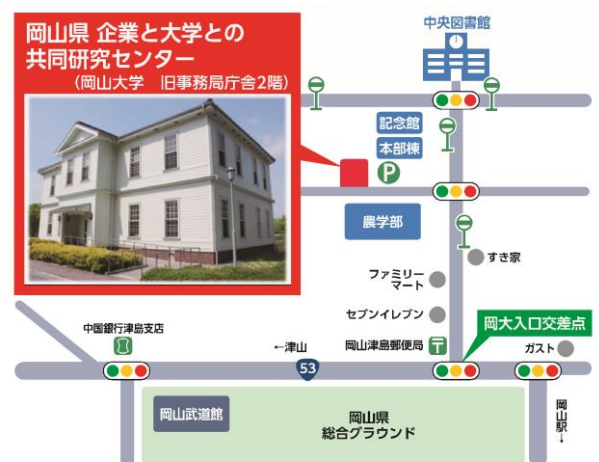 岡山県 企業と大学との
共同研究センター
（岡山大学　旧事務局庁舎2階）
中央図書館
記念館
本部棟
P
農学部
すき家
ファミリー
マート
セブンイレブン
岡大入口交差点
中国銀行津島支店
←津山
53
岡山津島郵便局
〒
ガスト
岡山武道館
岡山県
総合グラウンド
岡山駅→